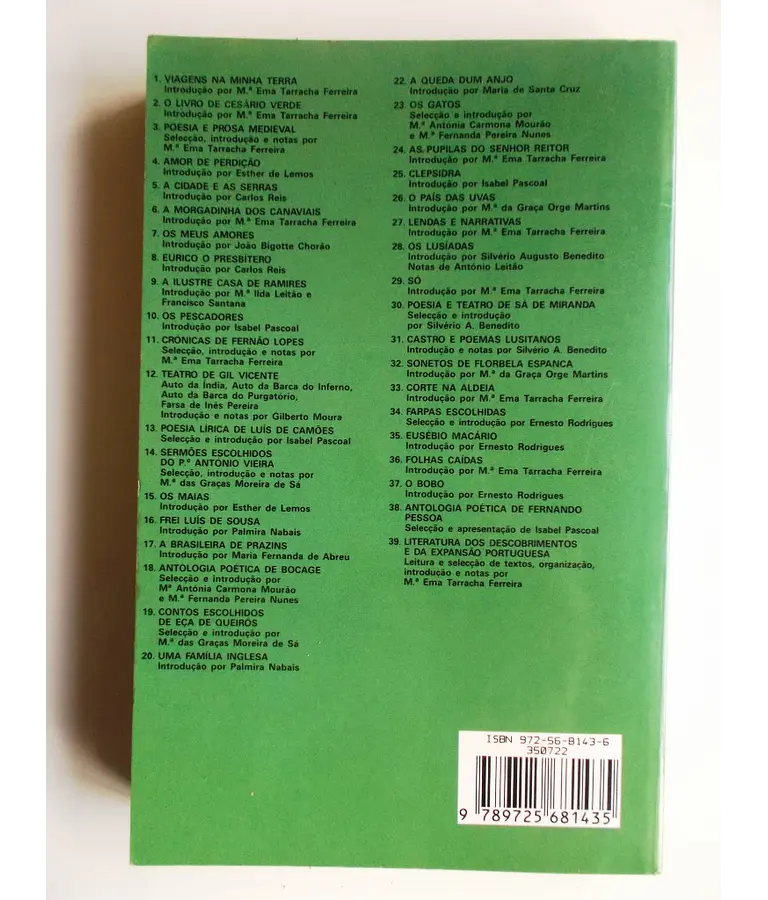 1. VIAGENS NA MINHA TERRA
Introdução por M.ª Ema Tarracha Ferreira
2. O LIVRO DE CESÁRIO VERDE
Introdução por M.ª Ema Tarracha Ferreira
3. POESIA E PROSA MEDIEVAL
Selecção, introdução e notas por
M.ª Ema Tarracha Ferreira
4. AMOR DE PERDIÇÃO
Introdução por Esther de Lemos
5. A CIDADE E AS SERRAS
Introdução por Carlos Reis
6. A MORGADINHA DOS CANAVIAIS
Introdução por M.ª Ema Tarracha Ferreira
7. OS MEUS AMORES
Introdução por João Bigotte Chorão
8. EURICO O PRESBÍTERO
Introdução por Carlos Reis
9. A ILUSTRE CASA DE RAMIRES
Introdução por M.ª Ilda Leitão e
Francisco Santana
10. OS PESCADORES
Introdução por Isabel Pascoal
11. CRÓNICAS DE FERNÃO LOPES
Selecção, introdução e notas por
M.ª Ema Tarracha Ferreira
12. TEATRO DE GIL VICENTE
Auto da Índia, Auto da Barca do Inferno,
Auto da Barca do Purgatório,
Farsa de Inês Pereira
Introdução e notas por Gilberto Moura
13. POESIA LÍRICA DE LUÍS DE CAMÕES
Selecção e introdução por Isabel Pascoal
14. SERMÕES ESCOLHIDOS
DO P.ª ANTONIO VIEIRA
Selecção, introdução e notas por
M.ª das Graças Moreira de Sá
15. OS MAIAS
Introdução por Esther de Lemos
16. FREI LUÍS DE SOUSA
Introdução por Palmira Nabais
17. A BRASILEIRA DE PRAZINS
Introdução por Maria Fernanda de Abreu
18. ANTOLOGIA POÉTICA DE BOCAGE
Selecção e introdução por
Mª Antónia Carmona Mourão
e M.ª Fernanda Pereira Nunes
19. CONTOS ESCOLHIDOS
DE EÇA DE QUEIRÓS
Selecção e introdução por
M.ª das Graças Moreira de Sá
20. UMA FAMÍLIA INGLESA
Introdução por Palmira Nabais
22. A QUEDA DUM ANJO
Introdução por Maria de Santa Cruz
23. OS GATOS
Selecção e introdução por
M.ª Antónia Carmona Mourão
e M.ª Fernanda Pereira Nunes
24. AS PUPILAS DO SENHOR REITOR
Introdução por M.ª Ema Tarracha Ferreira
25. CLEPSIDRA
Introdução por Isabel Pascoal
26. O PAÍS DAS UVAS
Introdução por M.ª da Graça Orge Martins
27. LENDAS E NARRATIVAS
Introdução por M.ª Ema Tarracha Ferreira
28. OS LUSÍADAS
Introdução por Silvério Augusto Benedito
Notas de António Leitão
29. SÓ
Introdução por M.ª Ema Tarracha Ferreira
30. POESIA E TEATRO DE SÁ DE MIRANDA
Selecção e introdução
por Silvério A. Benedito
31. CASTRO E POEMAS LUSITANOS
Introdução e notas por Silvério A. Benedito
32. SONETOS DE FLORBELA ESPANCA
Introdução por M.ª da Graça Orge Martins
33. CORTE NA ALDEIA
Introdução por M.ª Ema Tarracha Ferreira
34. FARPAS ESCOLHIDAS
Selecção e introdução por Ernesto Rodrigues
35. EUSÉBIO MACÁRIO
Introdução por Ernesto Rodrigues
36. FOLHAS CAÍDAS
Introdução por M.ª Ema Tarracha Ferreira
37. O BOBO
Introdução por Ernesto Rodrigues
38. ANTOLOGIA POÉTICA DE FERNANDO
PESSOA
Selecção e apresentação de Isabel Pascoal
39. LITERATURA DOS DESCOBRIMENTOS
E DA EXPANSÃO PORTUGUESA
Leitura e selecção de textos, organização,
introdução e notas por
M.ª Ema Tarracha Ferreira
ISBN 972-56-8143-6
350722
9 789725 681435